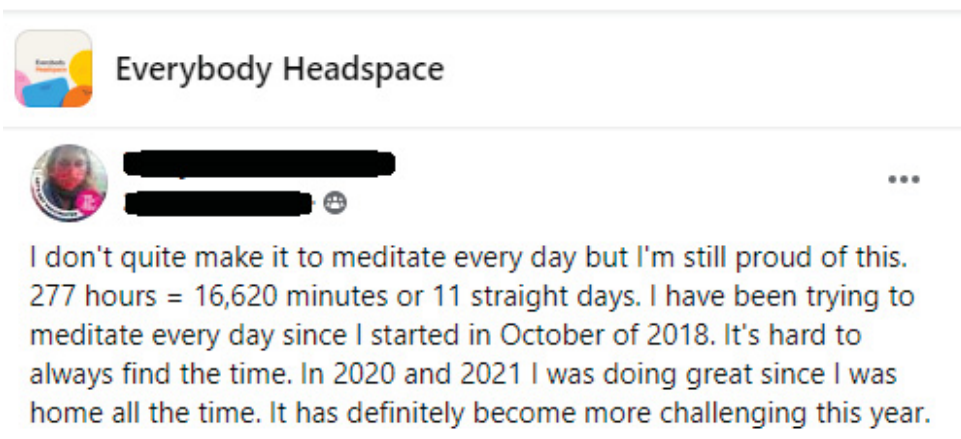 Everybody Headspace
I don't quite make it to meditate every day but I'm still proud of this.
277 hours = 16,620 minutes or 11 straight days. I have been trying to
meditate every day since I started in October of 2018. It's hard to
always find the time. In 2020 and 2021 I was doing great since I was
home all the time. It has definitely become more challenging this year.